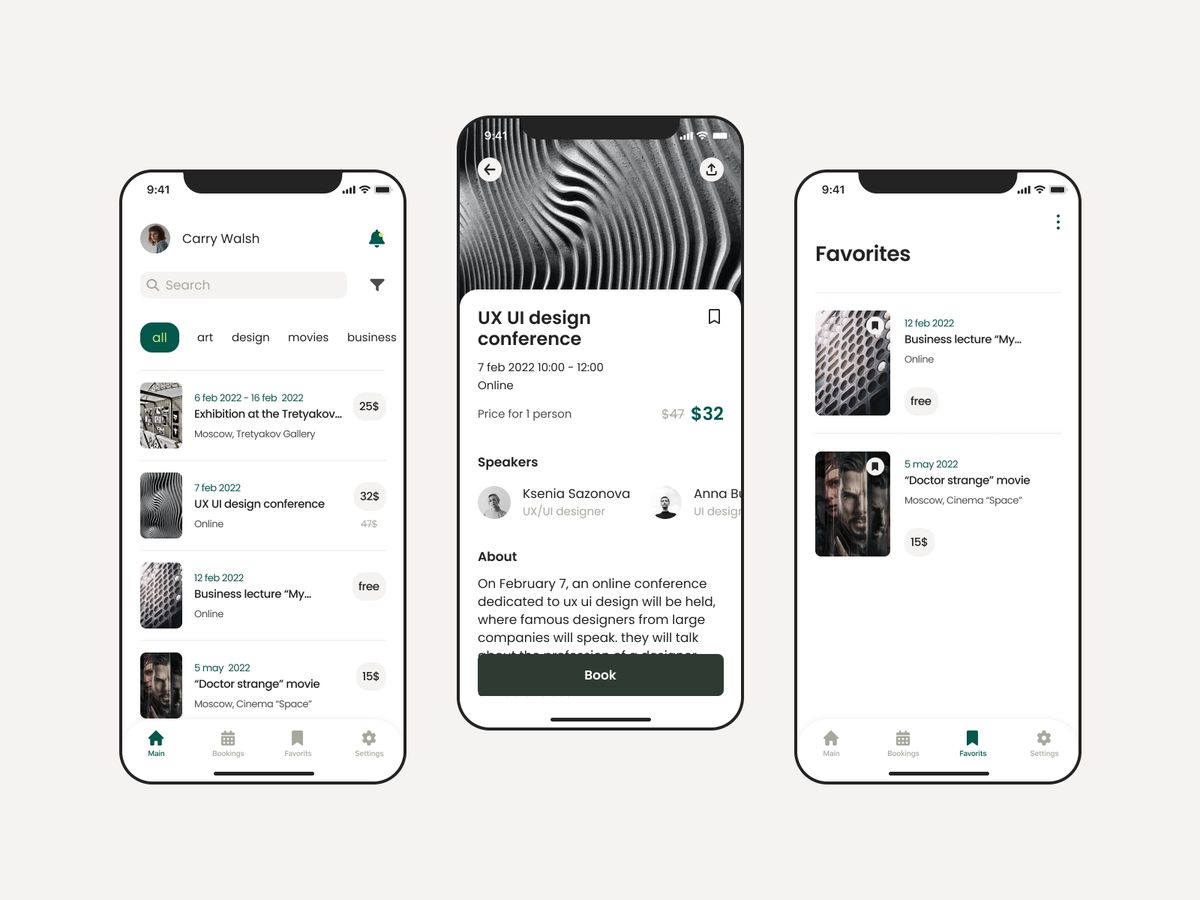 9:41
Carry Walsh
Search
all art design movies business
6 feb 2022 - 16 feb 2022
Exhibition at the Tretyakov...
Moscow, Tretyakov Gallery
25$
7 feb 2022
UX UI design conference
Online
32$
47$
12 feb 2022
Business lecture “My...
Online
free
5 may 2022
“Doctor strange” movie
Moscow, Cinema “Space”
15$
Main Bookings Favorits Settings
9:41
UX UI design
conference
7 feb 2022 10:00 - 12:00
Online
Price for 1 person $47 $32
Speakers
Ksenia Sazonova
UX/UI designer
Anna
UI
About
On February 7, an online conference
dedicated to ux ui design will be held,
where famous designers from large
companies will speak. they will talk
about the profession of a designer
Book
9:41
Favorites
12 feb 2022
Business lecture “My...
Online
free
5 may 2022
“Doctor strange” movie
Moscow, Cinema “Space”
15$
Main Bookings Favorits Settings